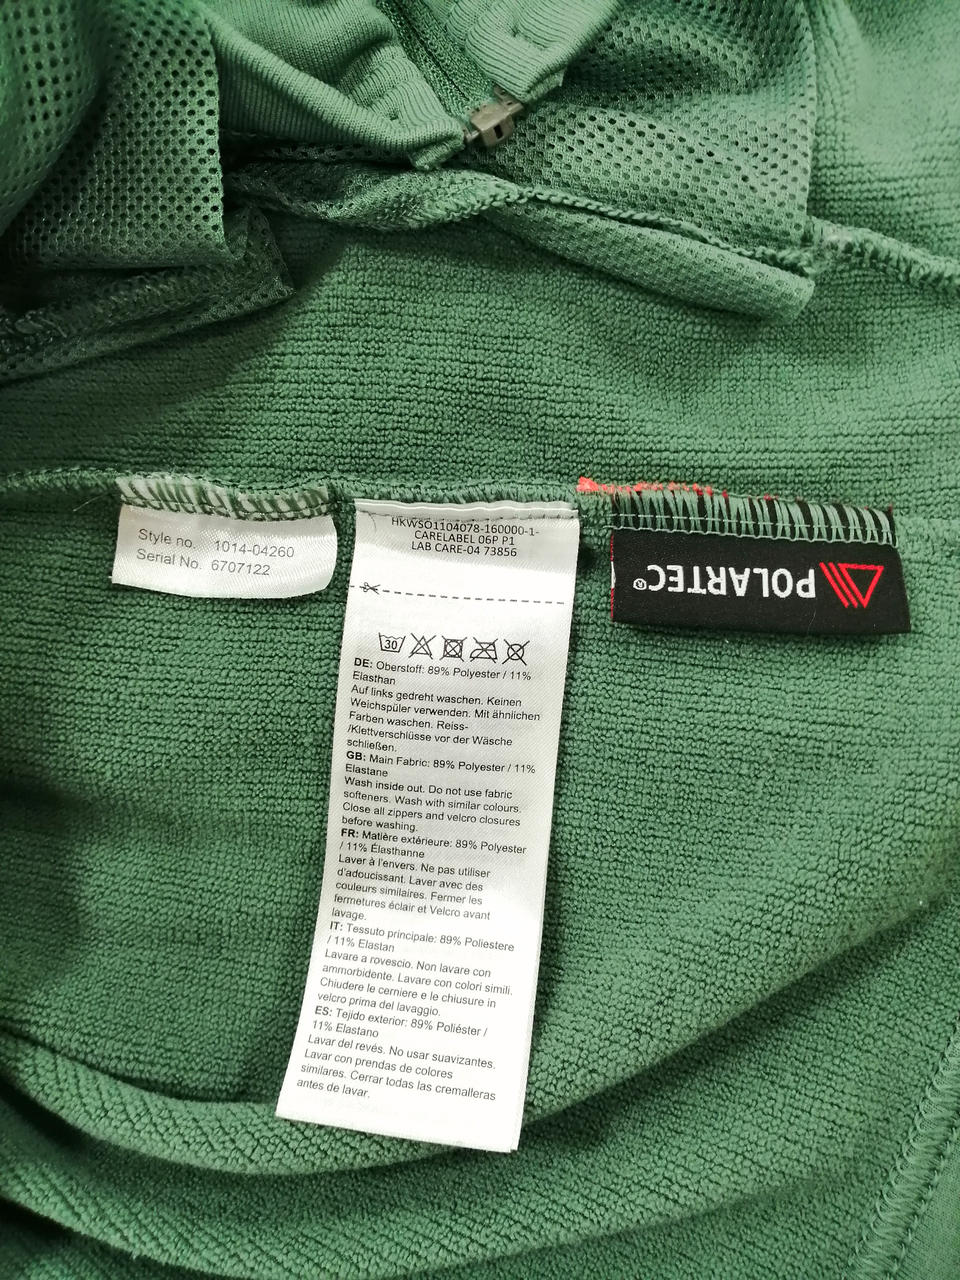 Style no. 1014-04260
Serial No. 6707122
HKWSO1104078-160000-1-
CARELABEL 06P P1
LAB CARE-04 73856
30
DE: Oberstoff: 89% Polyester / 11%
Elasthan
Auf links gedreht waschen. Keinen
Weichspüler verwenden. Mit ähnlichen
Farben waschen. Reiss-
/Klettverschlüsse vor der Wäsche
schließen.
GB: Main Fabric: 89% Polyester / 11%
Elastane
Wash inside out. Do not use fabric
softeners. Wash with similar colours.
Close all zippers and velcro closures
before washing.
FR: Matière extérieure: 89% Polyester
/ 11% Élasthanne
Laver à l'envers. Ne pas utiliser
d'adoucissant. Laver avec des
couleurs similaires. Fermer les
fermetures éclair et Velcro avant
lavage.
IT: Tessuto principale: 89% Poliestere
/ 11% Elastan
Lavare a rovescio. Non lavare con
ammorbidente. Lavare con colori simili.
Chiudere le cerniere e le chiusure in
velcro prima del lavaggio.
ES: Tejido exterior: 89% Poliéster /
11% Elastano
Lavar del revés. No usar suavizantes.
Lavar con prendas de colores
similares. Cerrar todas las cremalleras
antes de lavar.
POLARTEC®